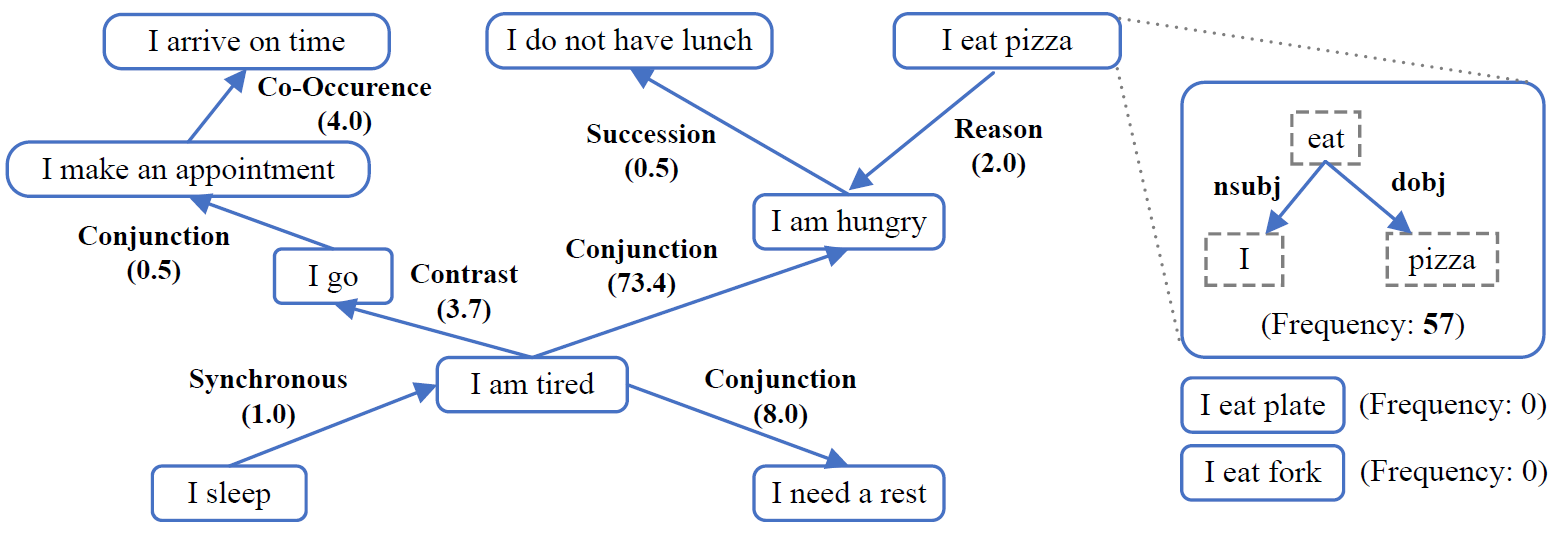 I arrive on time
I do not have lunch
I eat pizza
Co-Occurence
(4.0)
Succession
(0.5)
Reason
(2.0)
eat
nsubj
dobj
I
pizza
(Frequency: 57)
I make an appointment
I am hungry
Conjunction
(0.5)
I go
Contrast
(3.7)
Conjunction
(73.4)
Synchronous
(1.0)
I am tired
Conjunction
(8.0)
I sleep
I need a rest
I eat plate (Frequency: 0)
I eat fork (Frequency: 0)